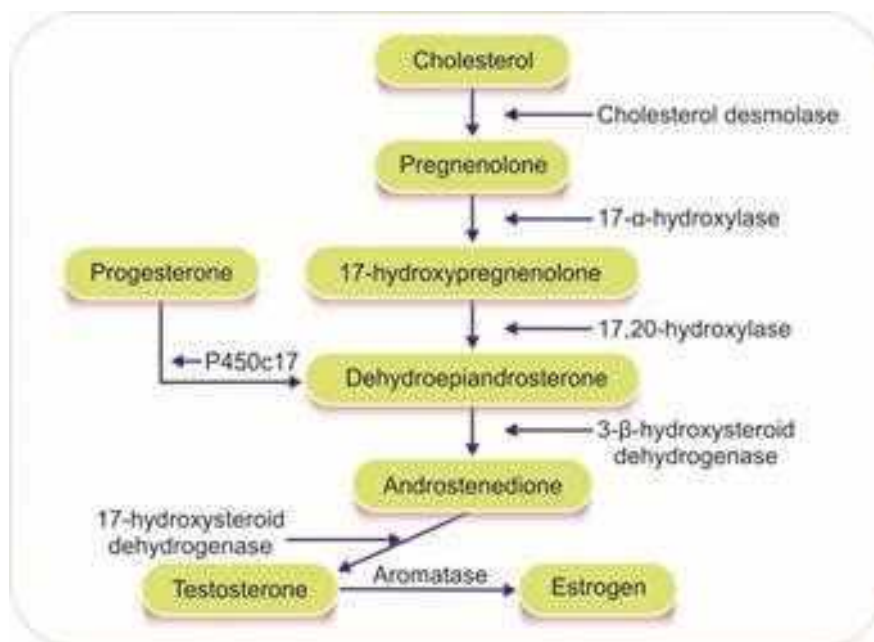 Cholesterol
Cholesterol desmolase
Pregnenolone
17-α-hydroxylase
Progesterone
17-hydroxypregnenolone
17,20-hydroxylase
P450c17
Dehydroepiandrosterone
3-β-hydroxysteroid
dehydrogenase
Androstenedione
17-hydroxysteroid
dehydrogenase
Aromatase
Testosterone
Estrogen